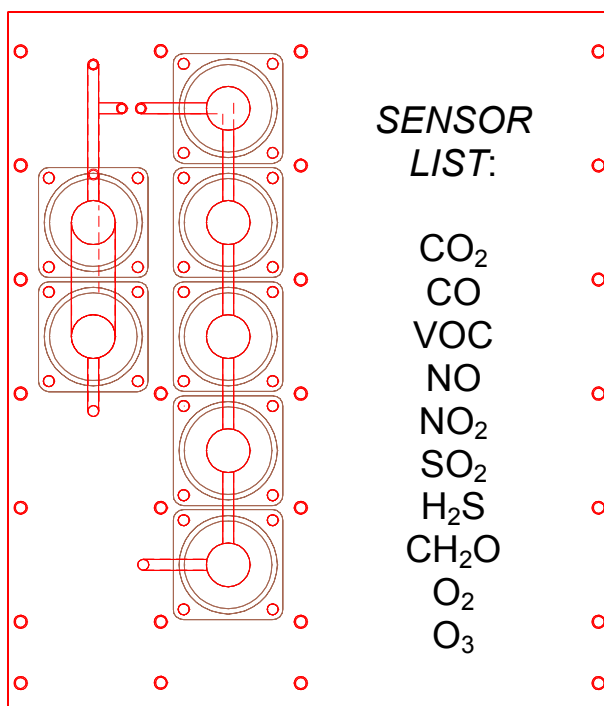 SENSOR
LIST:
CO₂
CO
VOC
NO
NO₂
SO₂
H₂S
CH₂O
O₂
O₃